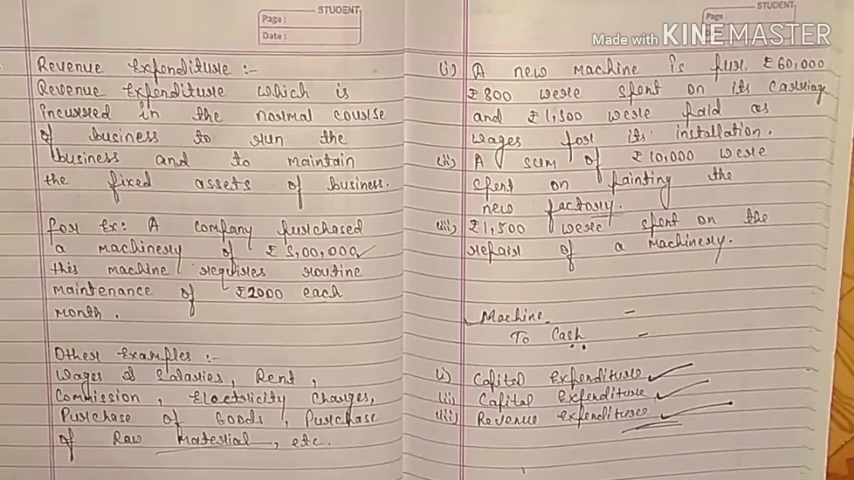 STUDENT
Page :
Date :
Revenue Expenditure :-
Revenue Expenditure which is
incurred in the normal course
of business to run the
business and to maintain
the fixed assets of business.
for Ex: A company purchased
a machinery of ₹ 5,00,000
this machine requires routine
maintenance of ₹2000 each
month.
Other Examples :-
Wages & Salaries, Rent,
Commission, Electricity Charges,
Purchase of Goods, Purchase
of Raw Material, etc.
STUDENT
Page
Made with KINEMASTER
(i) A new machine is pur. ₹60,000
₹800 were spent on its carriage
and ₹1,500 were paid as
wages for its installation.
(ii) A sum of ₹10,000 were
spent on painting the
new factory.
(iii) ₹1,500 were spent on the
repair of a machinery.
Machine -
To Cash -
i) Capital Expenditure
ii) Capital Expenditure
iii) Revenue expenditure